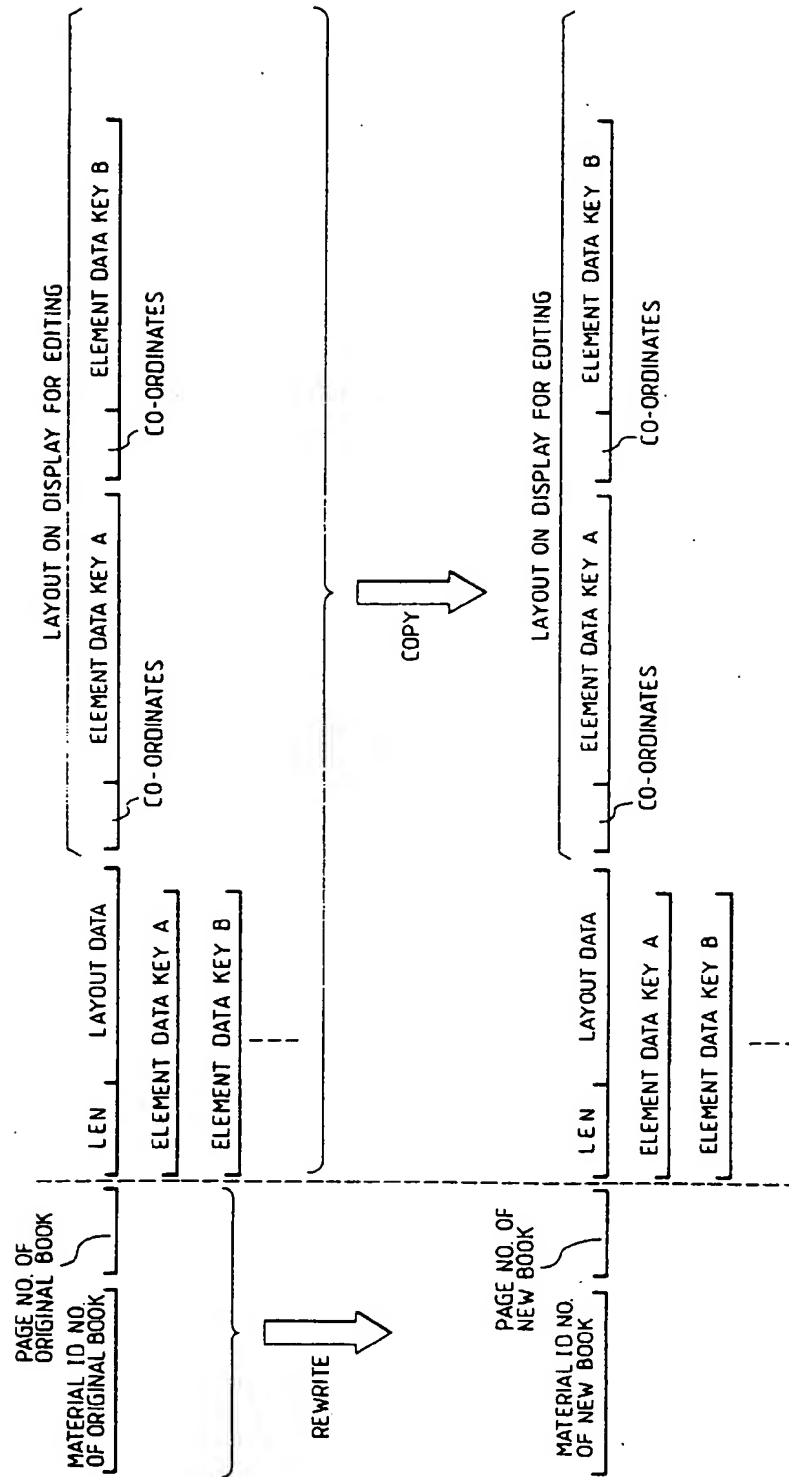 PAGE NO. OF
ORIGINAL BOOK
MATERIAL ID NO.
OF ORIGINAL BOOK
LEN
LAYOUT DATA
ELEMENT DATA KEY A
ELEMENT DATA KEY B
LAYOUT ON DISPLAY FOR EDITING
ELEMENT DATA KEY A
CO-ORDINATES
ELEMENT DATA KEY B
CO-ORDINATES
REWRITE
COPY
PAGE NO. OF
NEW BOOK
MATERIAL ID NO.
OF NEW BOOK
LEN
LAYOUT DATA
ELEMENT DATA KEY A
ELEMENT DATA KEY B
LAYOUT ON DISPLAY FOR EDITING
ELEMENT DATA KEY A
CO-ORDINATES
ELEMENT DATA KEY B
CO-ORDINATES